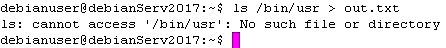 debianuser@debianServ2017:~$ ls /bin/usr > out.txt
ls: cannot access '/bin/usr': No such file or directory
debianuser@debianServ2017:~$